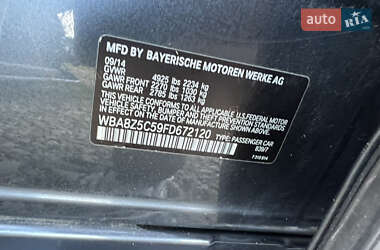 auto RIA
MFD BY BAYERISCHE MOTOREN WERKE AG
09/14
GVWR 4925 lbs 2234 kg
GAWR FRONT 2270 lbs 1030 kg
GAWR REAR 2785 lbs 1263 kg
THIS VEHICLE CONFORMS TO ALL APPLICABLE
U.S. FEDERAL SAFETY, BUMPER AND THEFT
PREVENTION STANDARDS IN EFFECT ON THE DATE
OF MANUFACTURE SHOWN ABOVE.
WBA8Z5C59FD672120 TYPE: PASSENGER CAR